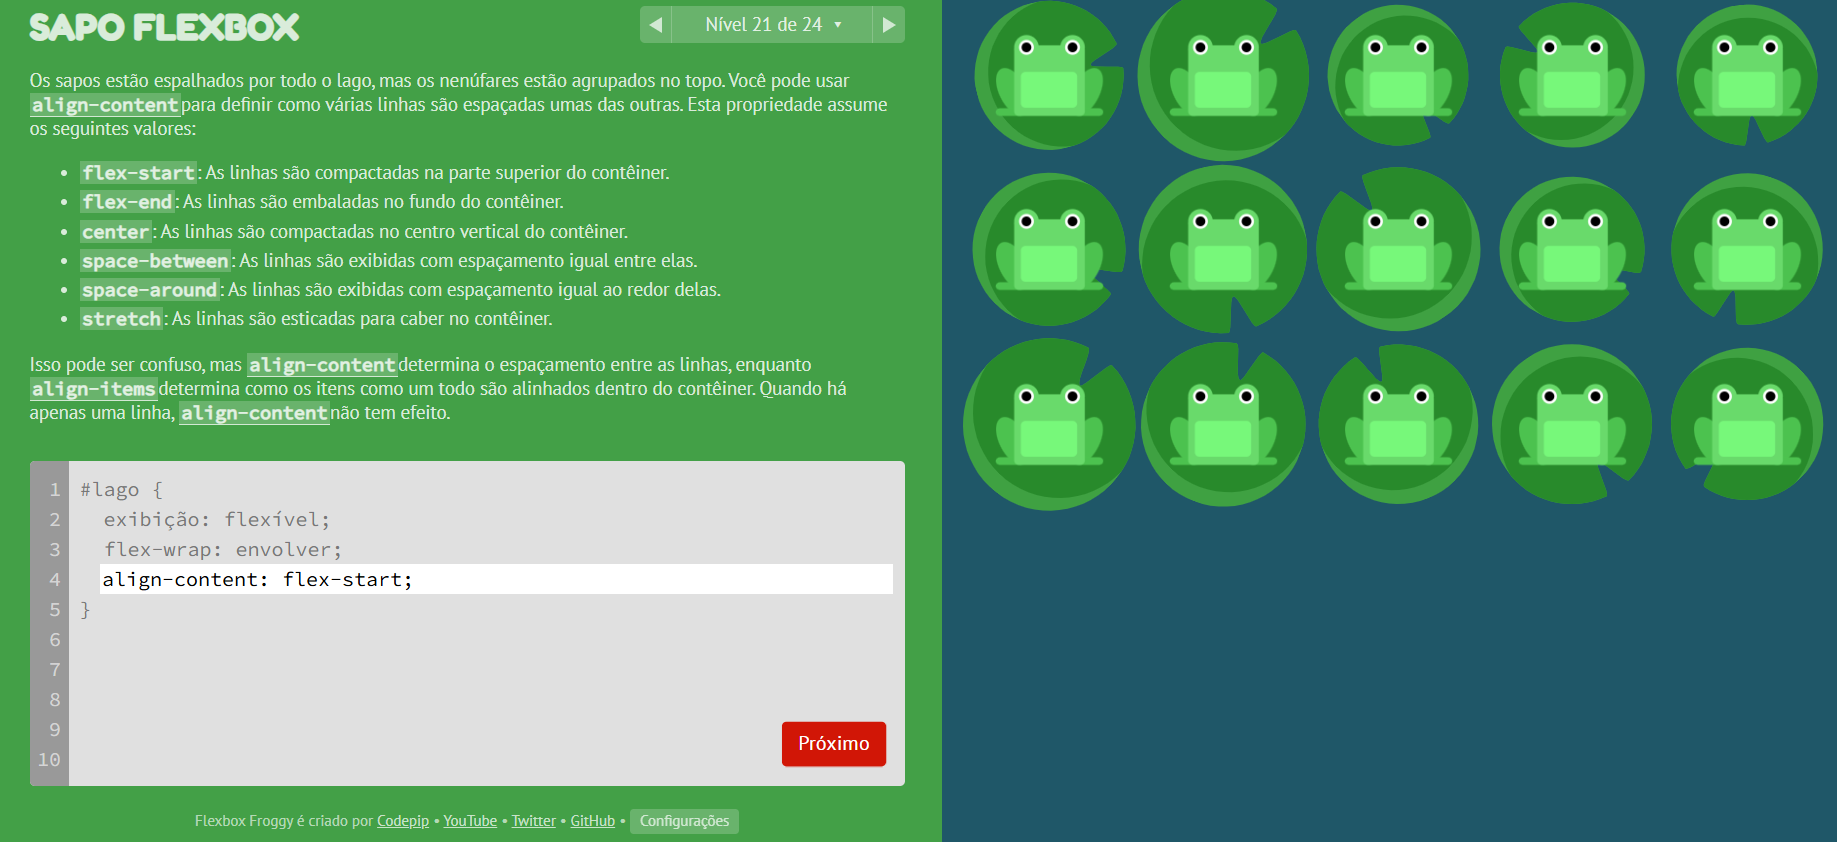 SAPO FLEXBOX
Nível 21 de 24
Os sapos estão espalhados por todo o lago, mas os nenúfares estão agrupados no topo. Você pode usar
align-content para definir como várias linhas são espaçadas umas das outras. Esta propriedade assume
os seguintes valores:
flex-start: As linhas são compactadas na parte superior do contêiner.
flex-end: As linhas são embaladas no fundo do contêiner.
center: As linhas são compactadas no centro vertical do contêiner.
space-between: As linhas são exibidas com espaçamento igual entre elas.
space-around: As linhas são exibidas com espaçamento igual ao redor delas.
stretch: As linhas são esticadas para caber no contêiner.
Isso pode ser confuso, mas align-content determina o espaçamento entre as linhas, enquanto
align-items determina como os itens como um todo são alinhados dentro do contêiner. Quando há
apenas uma linha, align-content não tem efeito.
1 #lago {
2 exibição: flexível;
3 flex-wrap: envolver;
4 align-content: flex-start;
5 }
6
7
8
9
10
Próximo
Flexbox Froggy é criado por Codepip • YouTube • Twitter • GitHub • Configurações